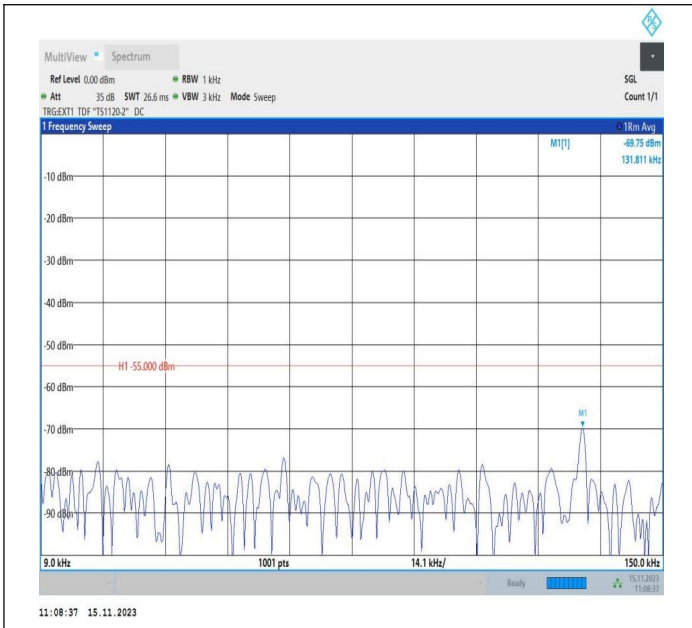 R S
MultiView Spectrum
Ref Level 0.00 dBm RBW 1 kHz SGL
Att 35 dB SWT 26.6 ms VBW 3 kHz Mode Sweep Count 1/1
TRG:EXT1 TDF "TS1120-2" DC
1 Frequency Sweep 1Rm Avg
M1[1] -69.75 dBm
131.811 kHz
-10 dBm
-20 dBm
-30 dBm
-40 dBm
-50 dBm
H1 -55.000 dBm
-60 dBm
M1
-70 dBm
-80 dBm
-90 dBm
9.0 kHz 1001 pts 14.1 kHz/ 150.0 kHz
Ready 15.11.2023
11:08:37
11:08:37 15.11.2023